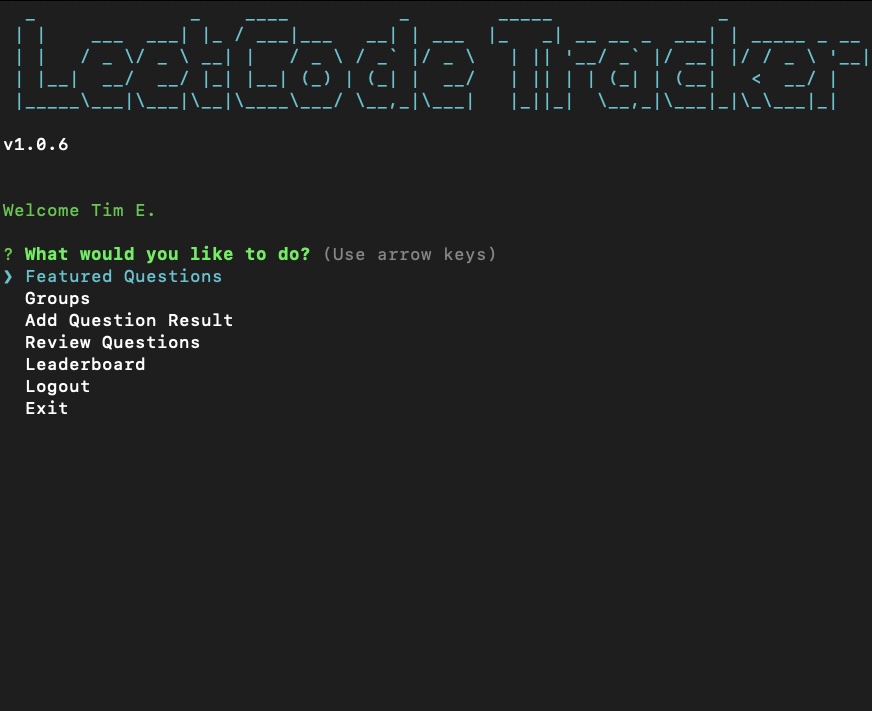 LeetCode Tracker
v1.0.6
Welcome Tim E.
? What would you like to do? (Use arrow keys)
❯ Featured Questions
Groups
Add Question Result
Review Questions
Leaderboard
Logout
Exit